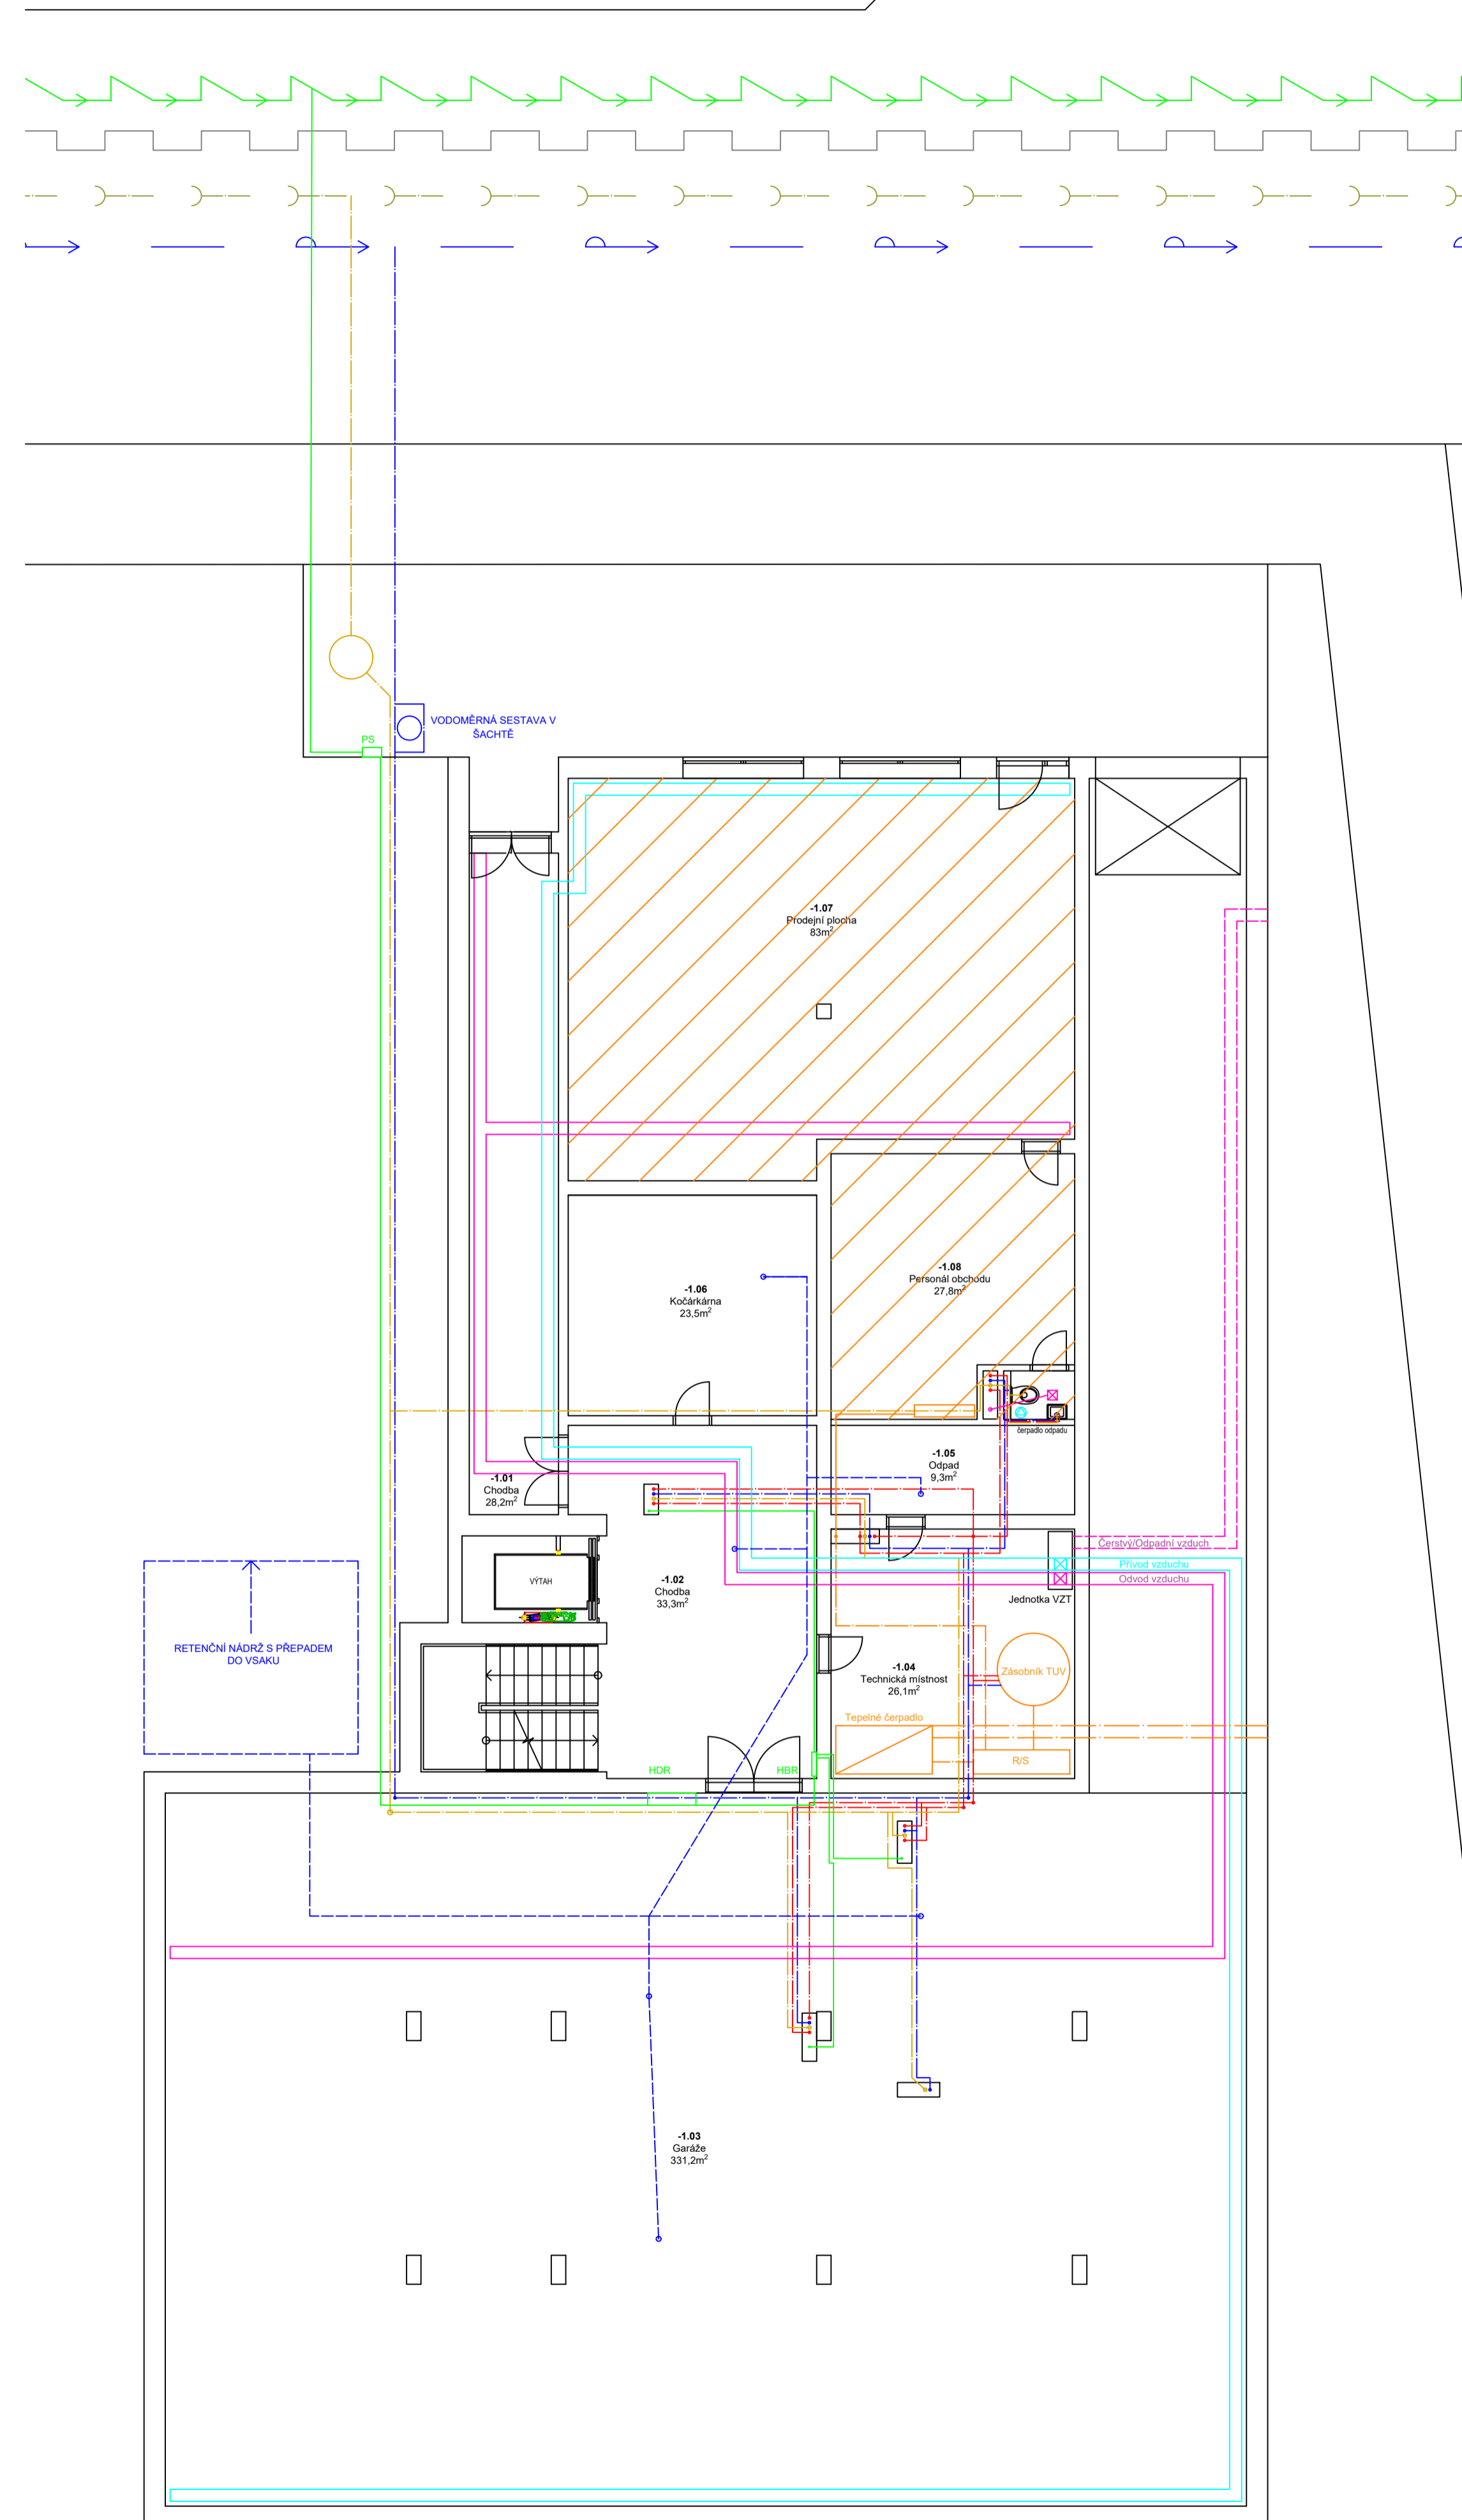 VODOMĚRNÁ SESTAVA V
ŠACHTĚ
PS
-1.07
Prodejní plocha
83m²
-1.08
Personál obchodu
27,8m²
-1.06
Kočárkárna
23,5m²
čerpadlo odpadu
-1.05
Odpad
9,3m²
-1.01
Chodba
28,2m²
Čerstvý/Odpadní vzduch
Přívod vzduchu
Odvod vzduchu
Jednotka VZT
VÝTAH
-1.02
Chodba
33,3m²
RETENČNÍ NÁDRŽ S PŘEPADEM
DO VSAKU
-1.04
Technická místnost
26,1m²
Zásobník TUV
Tepelné čerpadlo
R/S
HDR
HBR
-1.03
Garáže
331,2m²